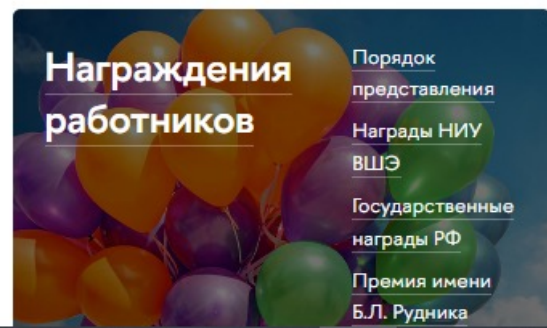 Награждения
работников
Порядок
представления
Награды НИУ
ВШЭ
Государственные
награды РФ
Премия имени
Б.Л. Рудника